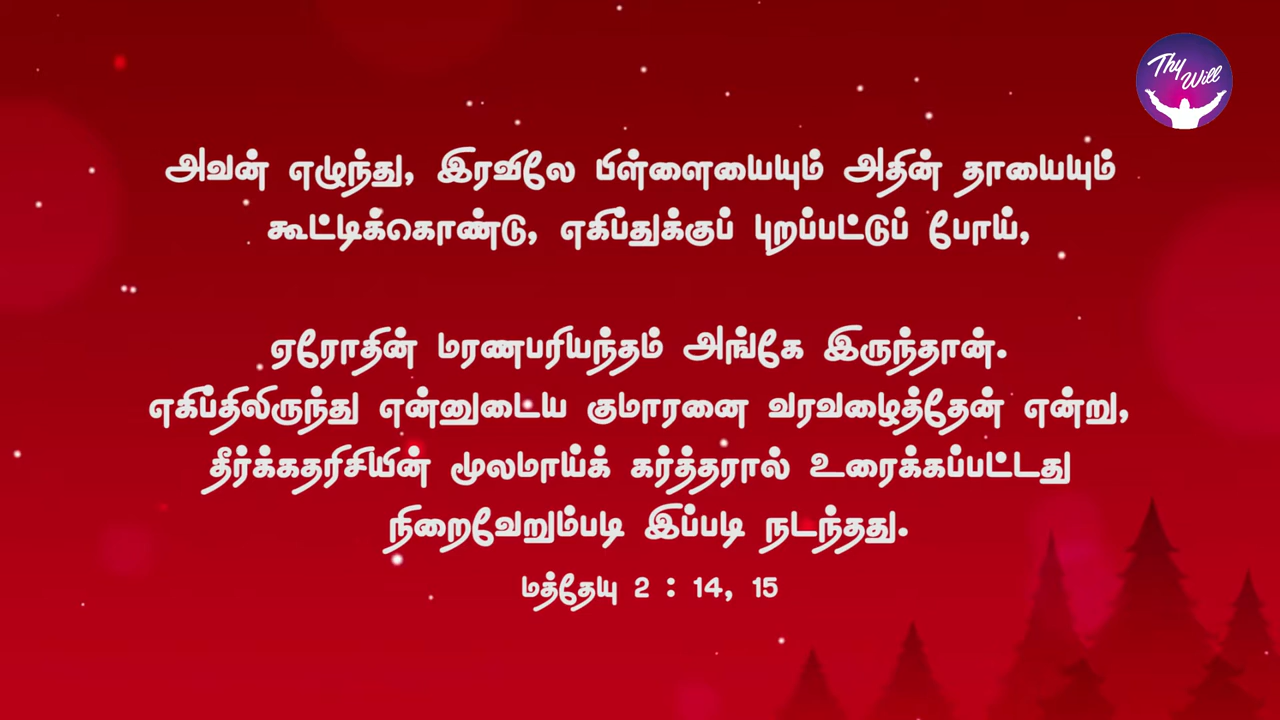 Thy Will
அவன் எழுந்து, இரவிலே பிள்ளையையும் அதின் தாயையும்
கூட்டிக்கொண்டு, எகிப்துக்குப் புறப்பட்டுப் போய்,
ஏரோதின் மரணபரியந்தம் அங்கே இருந்தான்.
எகிப்திலிருந்து என்னுடைய குமாரனை வரவழைத்தேன் என்று,
தீர்க்கதரிசியின் மூலமாய்க் கர்த்தரால் உரைக்கப்பட்டது
நிறைவேறும்படி இப்படி நடந்தது.
மத்தேயு 2 : 14, 15